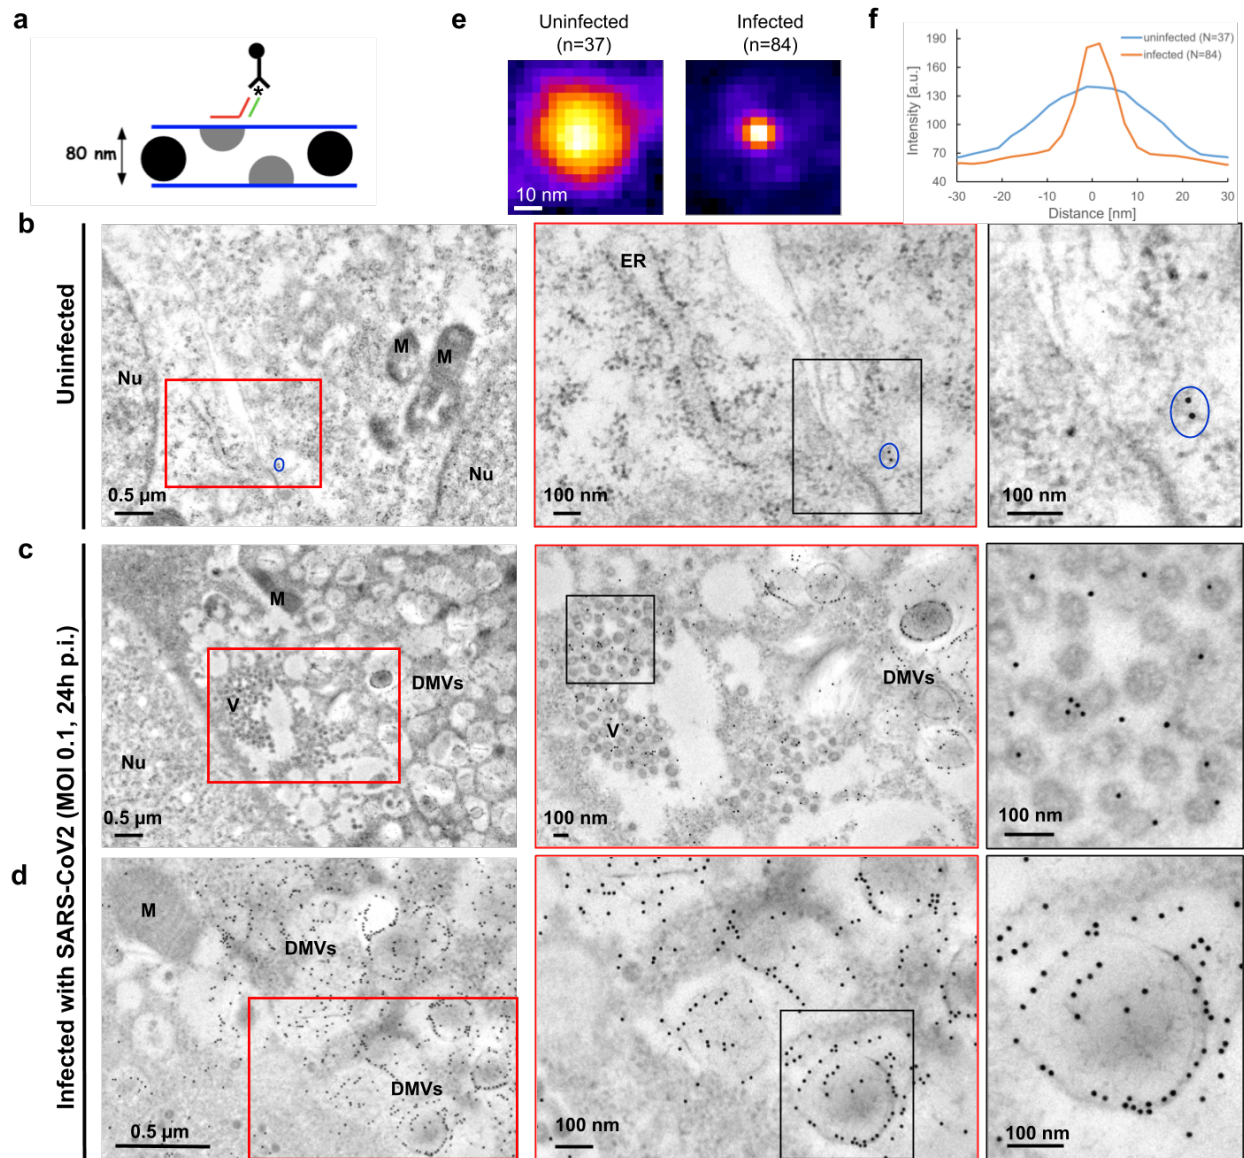 a
*
80 nm
e
Uninfected
(n=37)
Infected
(n=84)
10 nm
f
190
160
130
100
70
40
Intensity [a.u.]
uninfected (N=37)
infected (N=84)
-30
-20
-10
0
10
20
30
Distance [nm]
b
Uninfected
Nu
M
M
Nu
0.5 µm
ER
100 nm
100 nm
Infected with SARS-CoV2 (MOI 0.1, 24h p.i.)
c
M
V
DMVs
Nu
0.5 µm
DMVs
V
100 nm
100 nm
d
M
DMVs
DMVs
0.5 µm
100 nm
100 nm